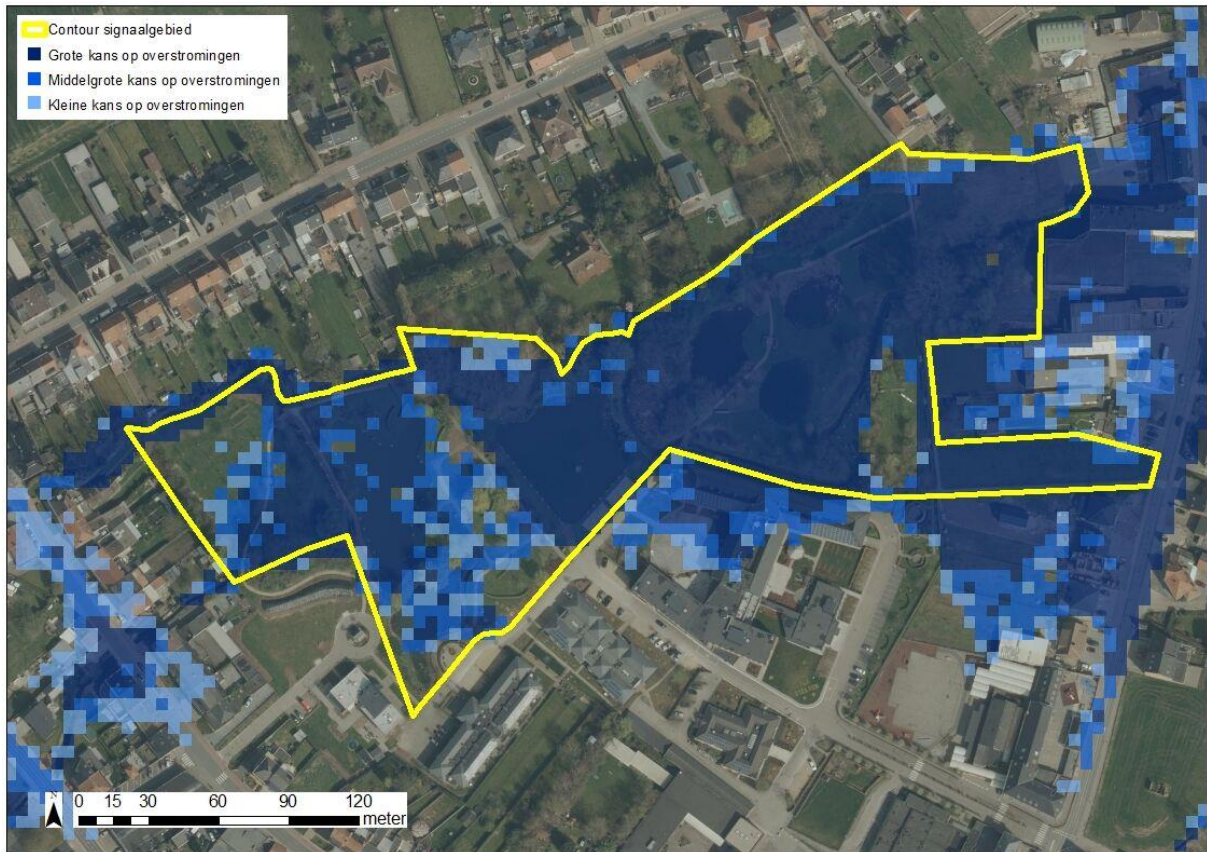 Contour signaalgebied
Grote kans op overstromingen
Middelgrote kans op overstromingen
Kleine kans op overstromingen
N
0 15 30 60 90 120
meter